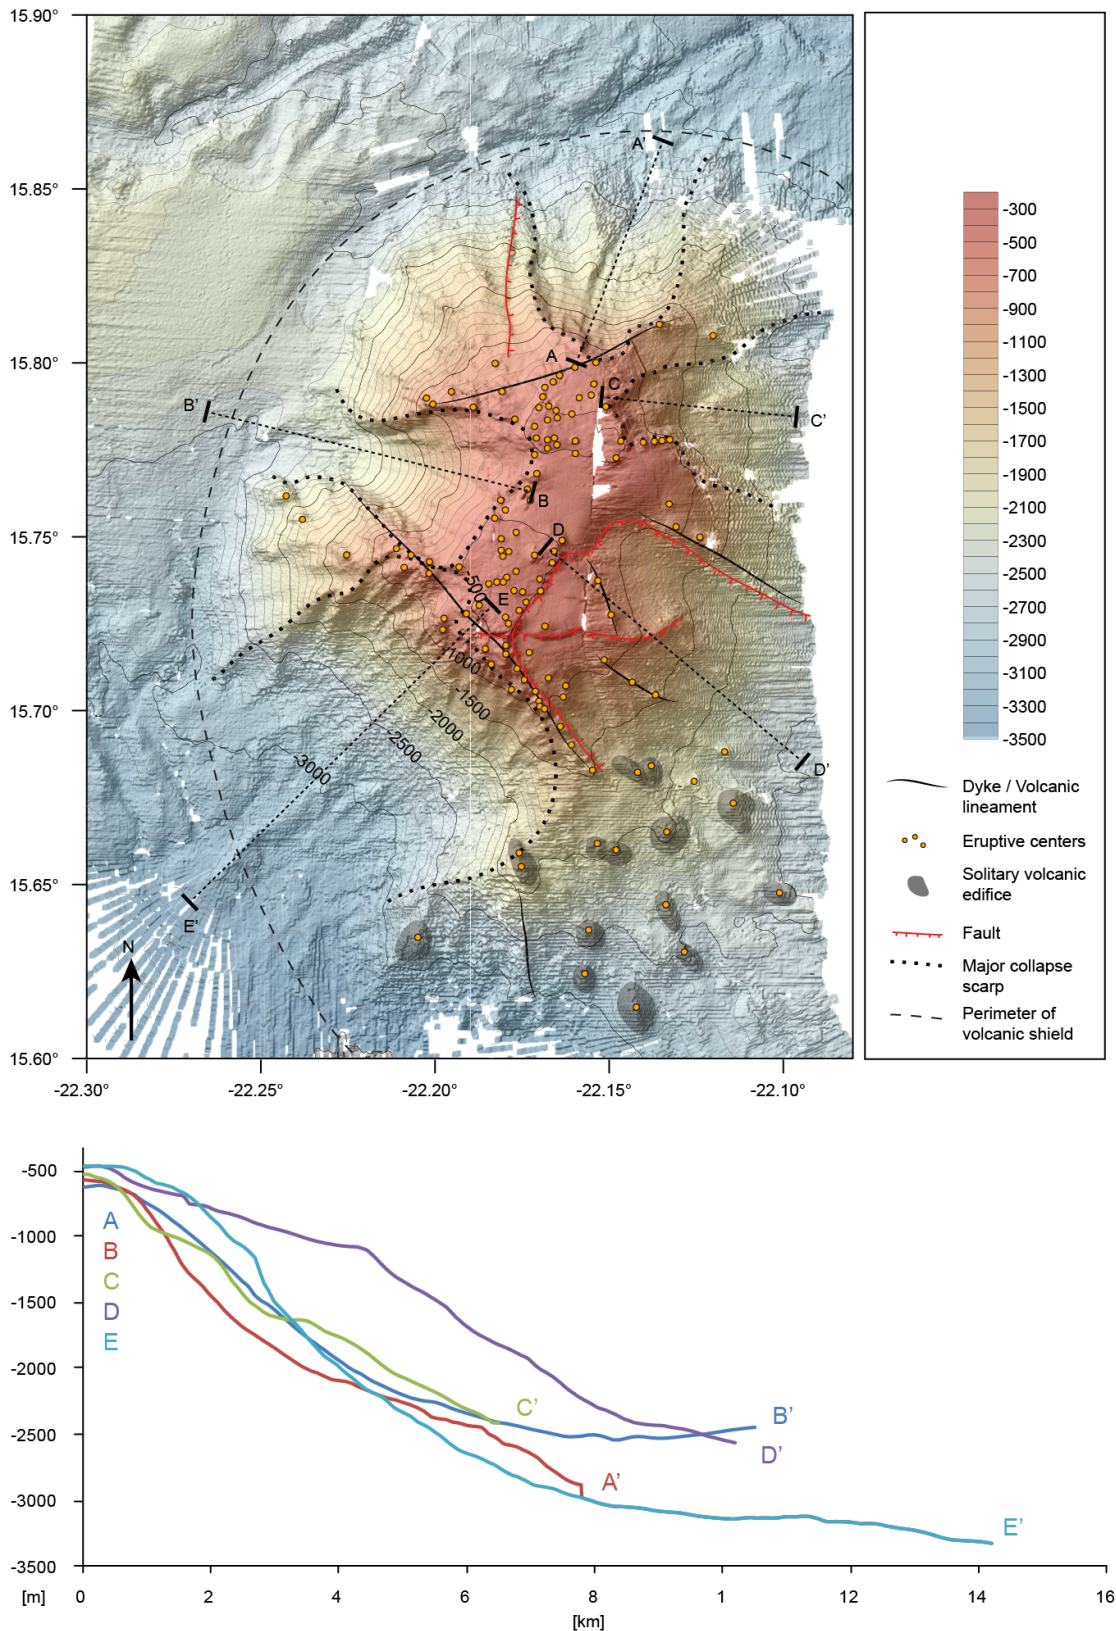 15.90°
15.85°
15.80°
15.75°
15.70°
15.65°
15.60°
-22.30°
-22.25°
-22.20°
-22.15°
-22.10°
A'
A
C
C'
B'
B
D
E
D'
E'
N
-500
-1000
-1500
-2000
-2500
-3000
-300
-500
-700
-900
-1100
-1300
-1500
-1700
-1900
-2100
-2300
-2500
-2700
-2900
-3100
-3300
-3500
Dyke / Volcanic
lineament
Eruptive centers
Solitary volcanic
edifice
Fault
Major collapse
scarp
Perimeter of
volcanic shield
-500
-1000
-1500
-2000
-2500
-3000
-3500
A
B
C
D
E
C'
B'
D'
A'
E'
[m]
0
2
4
6
8
1
12
14
16
[km]